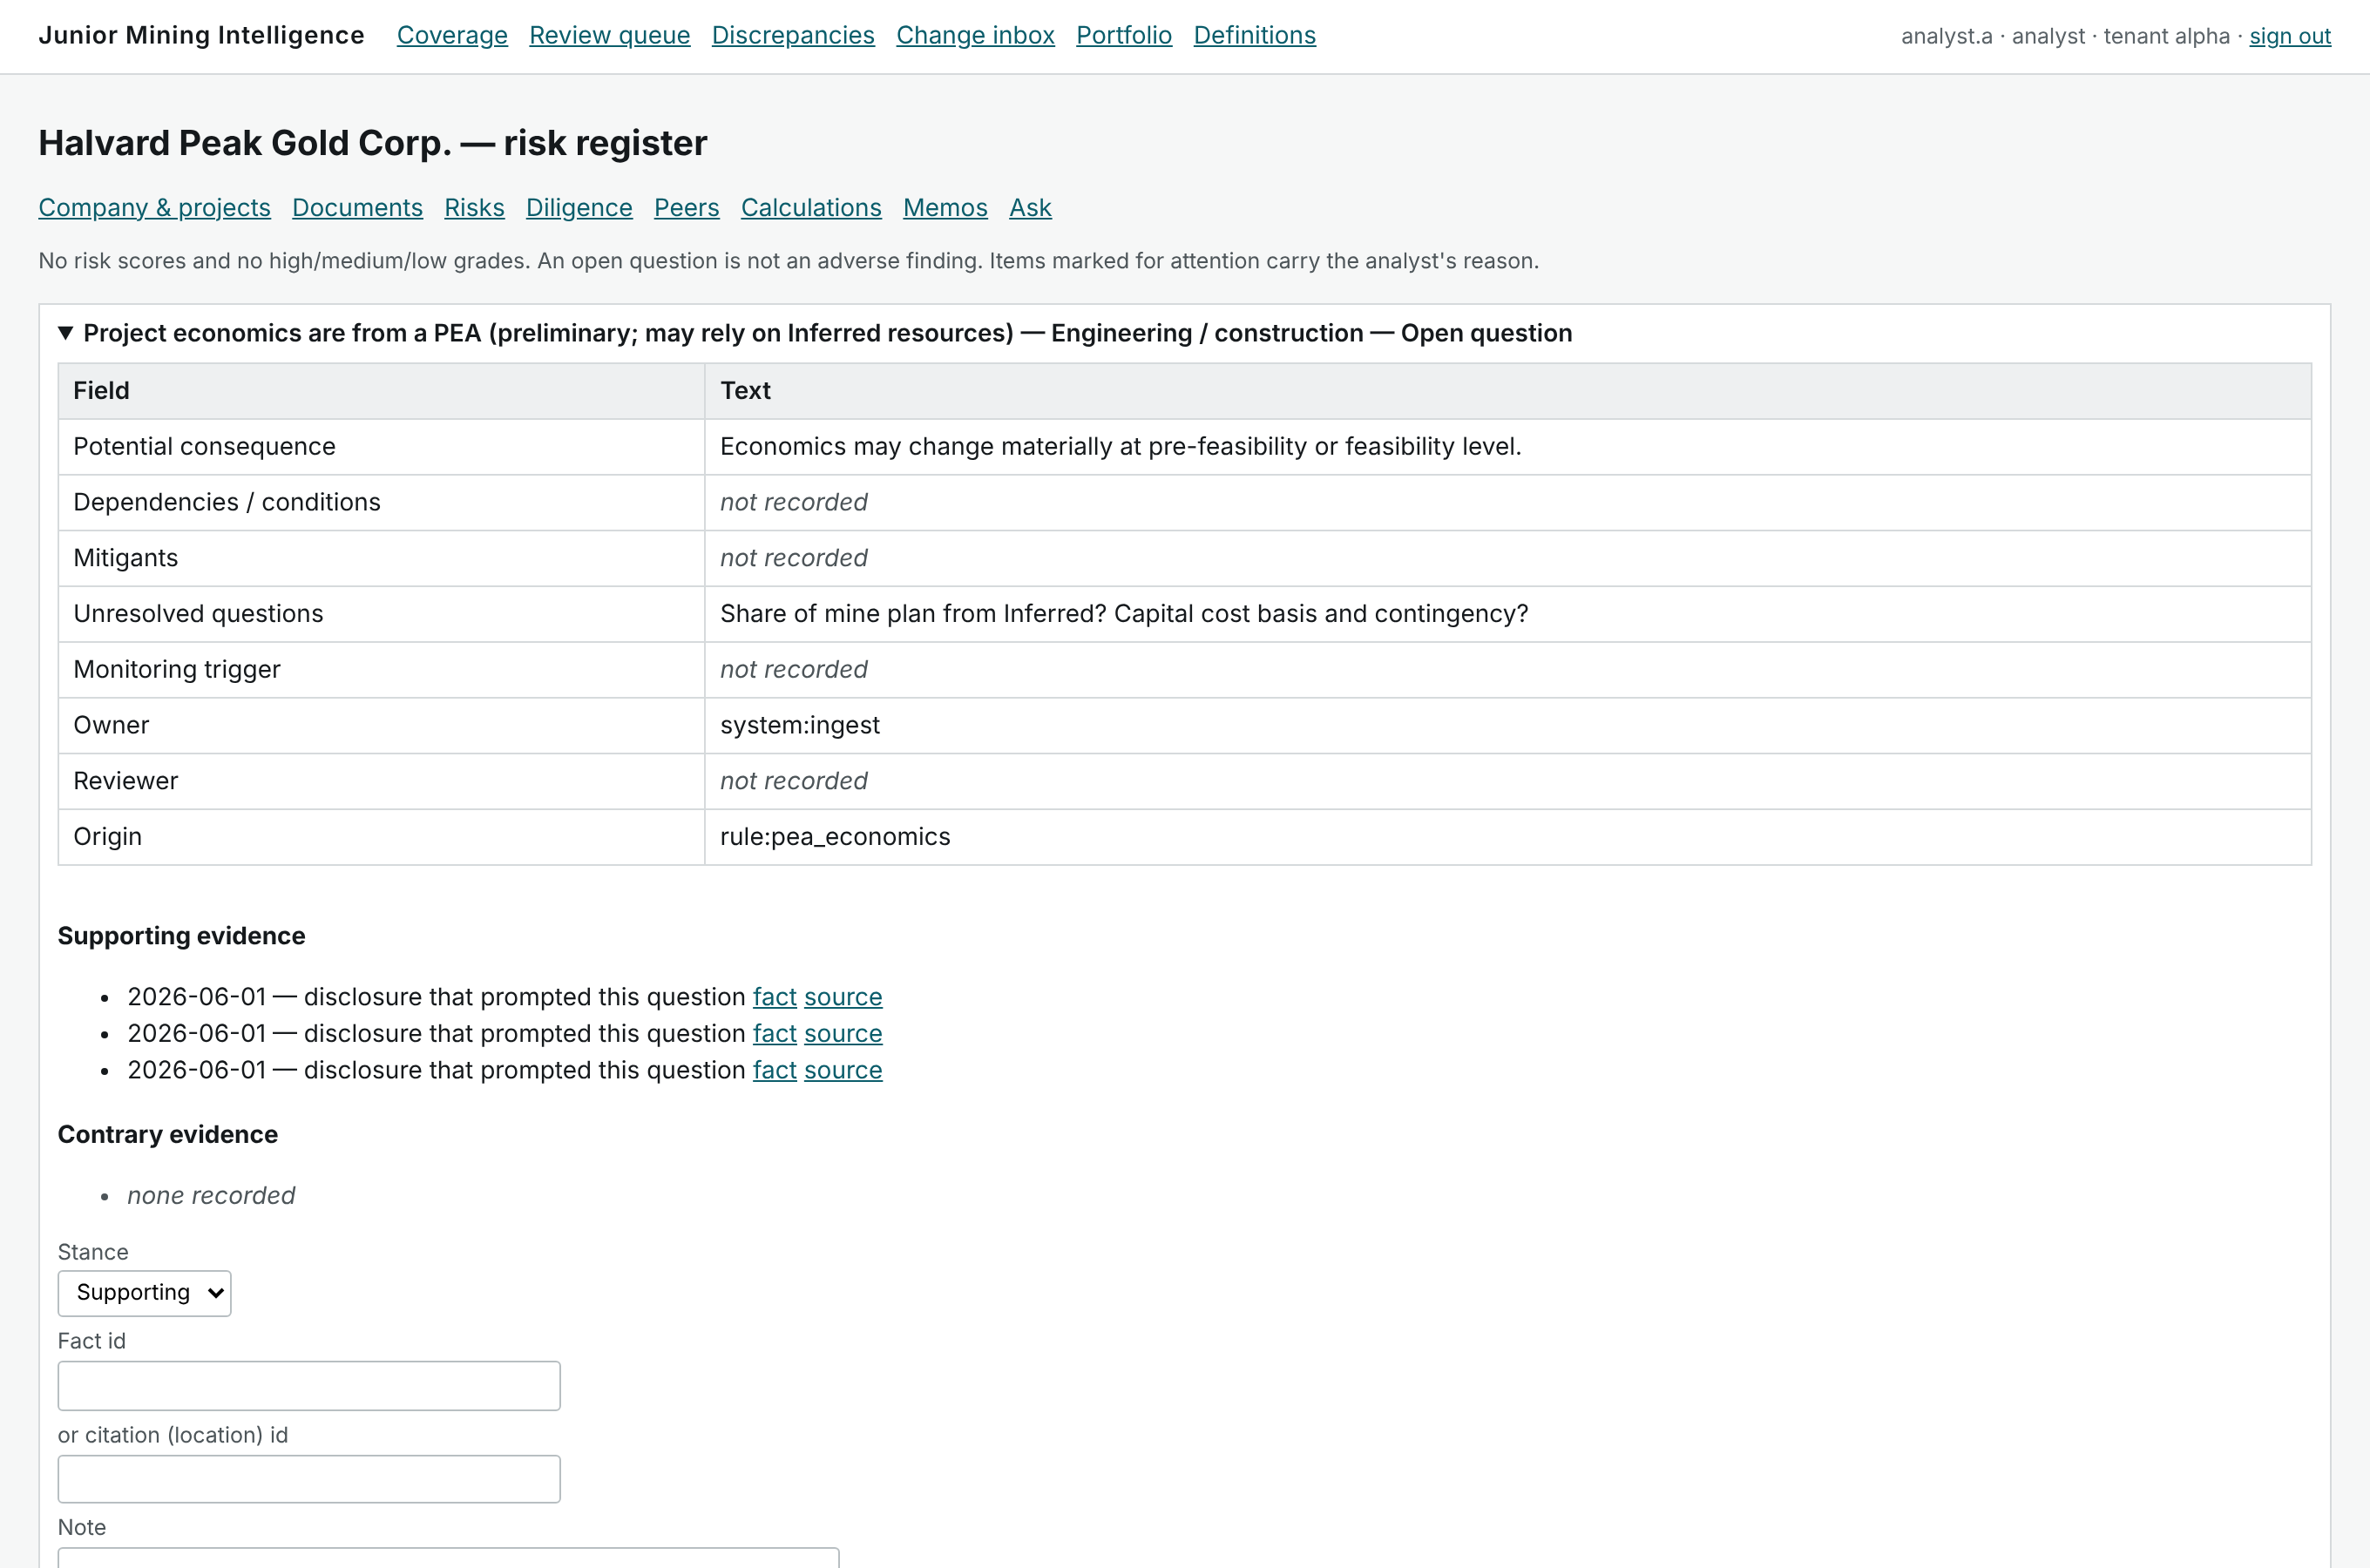 Junior Mining Intelligence Coverage Review queue Discrepancies Change inbox Portfolio Definitions analyst.a · analyst · tenant alpha · sign out
Halvard Peak Gold Corp. — risk register
Company & projects Documents Risks Diligence Peers Calculations Memos Ask
No risk scores and no high/medium/low grades. An open question is not an adverse finding. Items marked for attention carry the analyst's reason.
▼ Project economics are from a PEA (preliminary; may rely on Inferred resources) — Engineering / construction — Open question
Field Text
Potential consequence Economics may change materially at pre-feasibility or feasibility level.
Dependencies / conditions not recorded
Mitigants not recorded
Unresolved questions Share of mine plan from Inferred? Capital cost basis and contingency?
Monitoring trigger not recorded
Owner system:ingest
Reviewer not recorded
Origin rule:pea_economics
Supporting evidence
• 2026-06-01 — disclosure that prompted this question fact source
• 2026-06-01 — disclosure that prompted this question fact source
• 2026-06-01 — disclosure that prompted this question fact source
Contrary evidence
• none recorded
Stance
Supporting
Fact id
or citation (location) id
Note